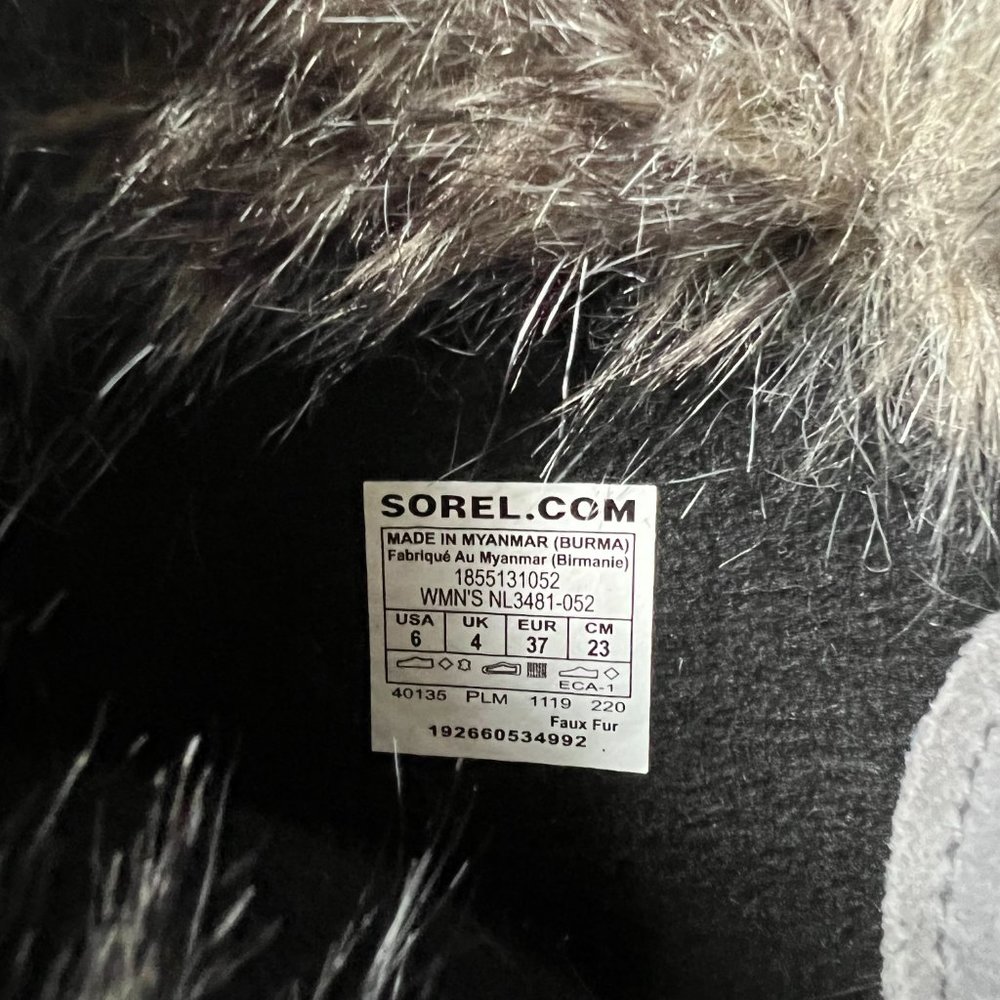 SOREL.COM
MADE IN MYANMAR (BURMA)
Fabriqué Au Myanmar (Birmanie)
1855131052
WMN'S NL3481-052
USA UK EUR CM
6 4 37 23
ECA-1
40135 PLM 1119 220
Faux Fur
192660534992